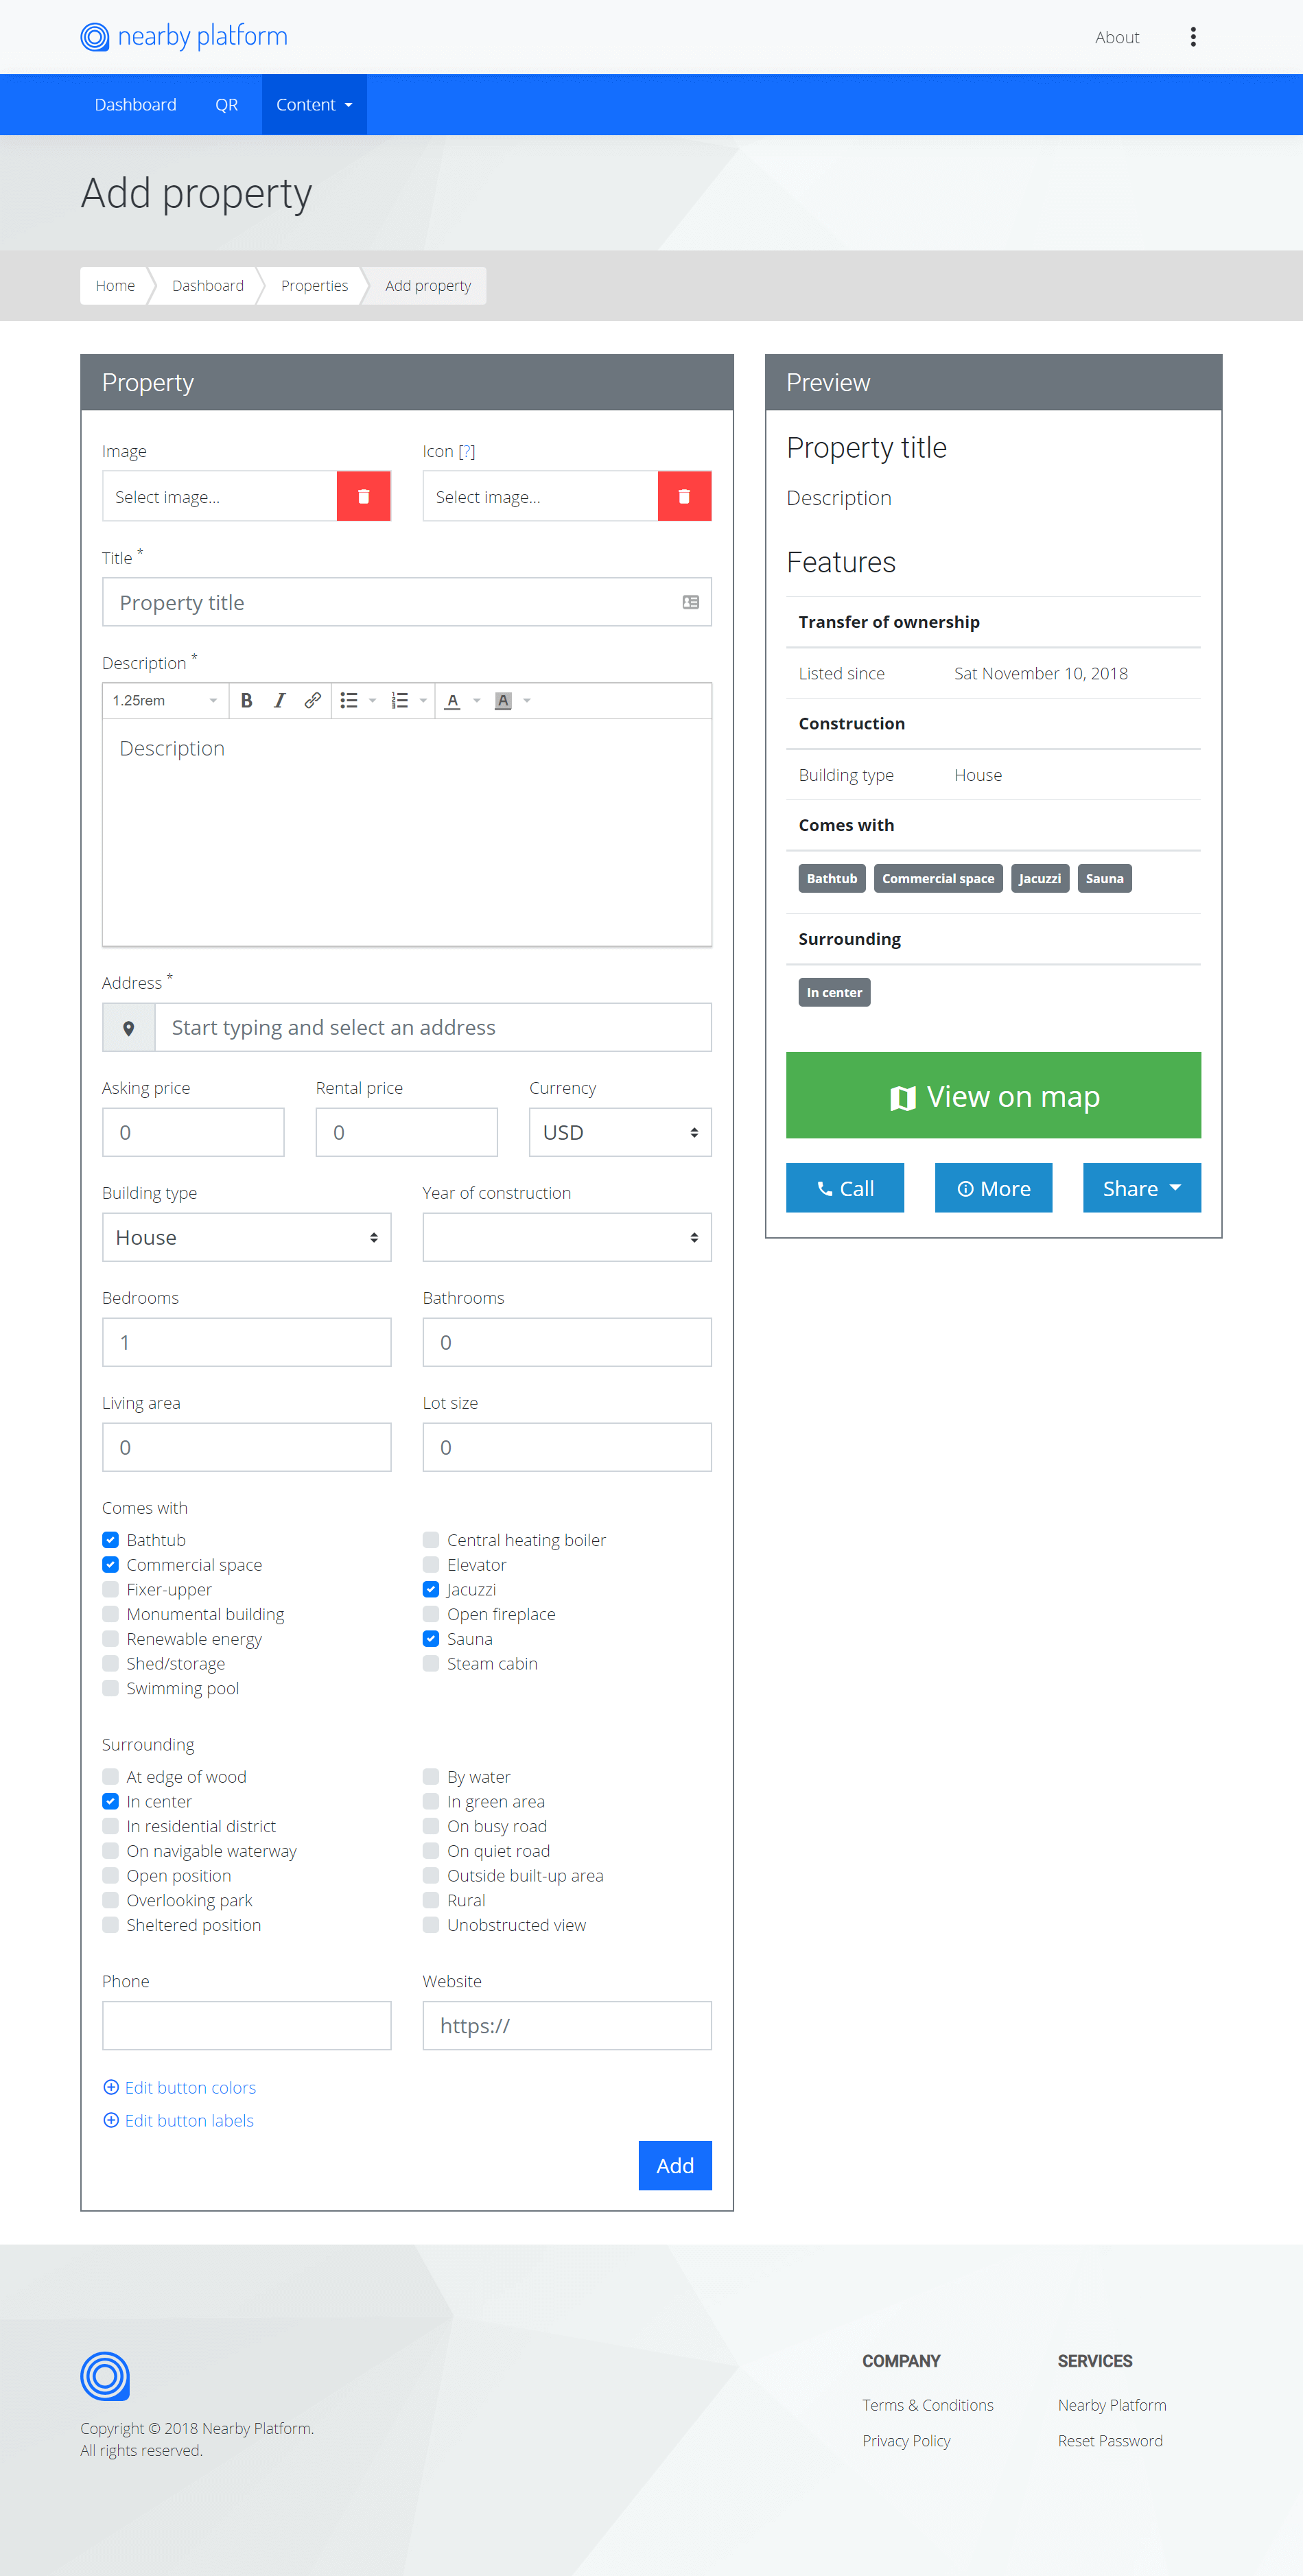 nearby platform
About
Dashboard QR Content
Add property
Home Dashboard Properties Add property
Property
Image Icon [?]
Select image... Select image...
Title *
Property title
Description *
1.25rem B I A A
Description
Address *
Start typing and select an address
Asking price Rental price Currency
0 0 USD
Building type Year of construction
House
Bedrooms Bathrooms
1 0
Living area Lot size
0 0
Comes with
Bathtub Central heating boiler
Commercial space Elevator
Fixer-upper Jacuzzi
Monumental building Open fireplace
Renewable energy Sauna
Shed/storage Steam cabin
Swimming pool
Surrounding
At edge of wood By water
In center In green area
In residential district On busy road
On navigable waterway On quiet road
Open position Outside built-up area
Overlooking park Rural
Sheltered position Unobstructed view
Phone Website
https://
Edit button colors
Edit button labels
Add
Preview
Property title
Description
Features
Transfer of ownership
Listed since Sat November 10, 2018
Construction
Building type House
Comes with
Bathtub Commercial space Jacuzzi Sauna
Surrounding
In center
View on map
Call More Share
Copyright © 2018 Nearby Platform.
All rights reserved.
COMPANY
Terms & Conditions
Privacy Policy
SERVICES
Nearby Platform
Reset Password